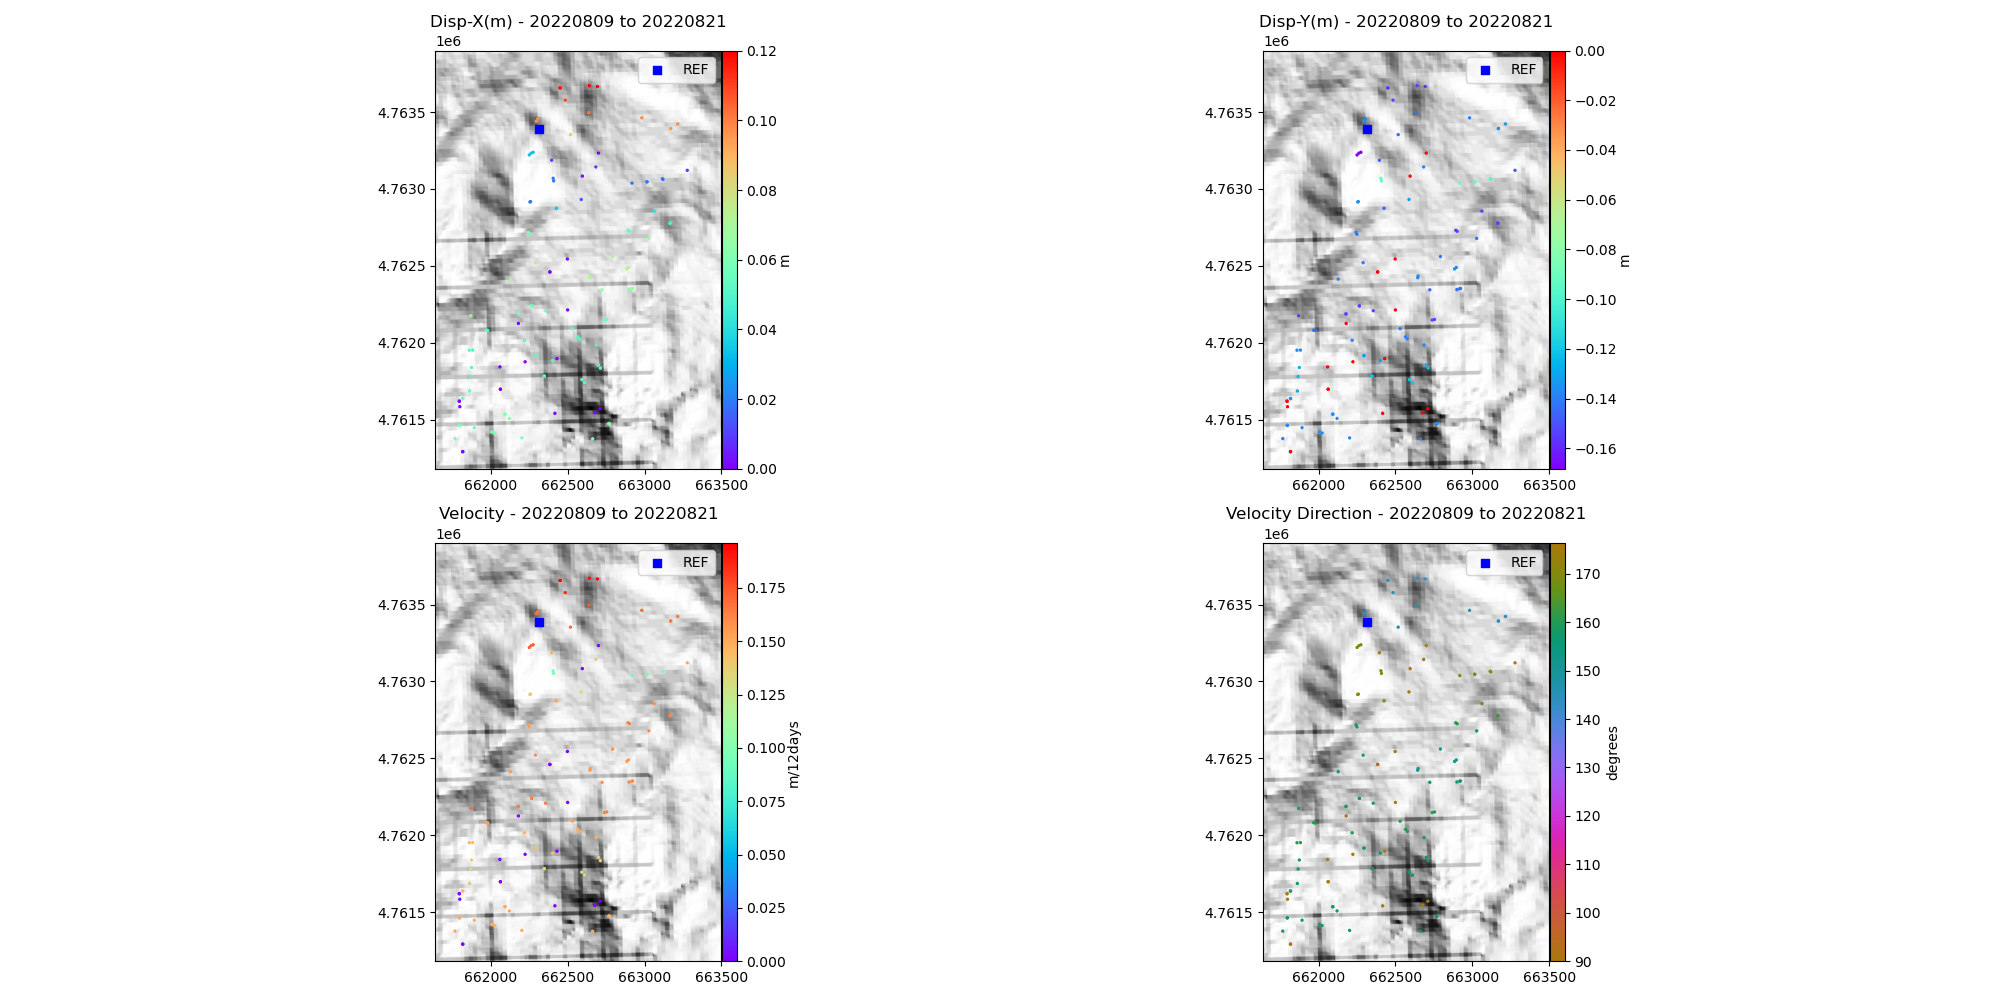 Disp-X(m) - 20220809 to 20220821
1e6
REF
4.7635
4.7630
4.7625
4.7620
4.7615
662000 662500 663000 663500
0.12
0.10
0.08
0.06
0.04
0.02
0.00
m
Disp-Y(m) - 20220809 to 20220821
1e6
REF
4.7635
4.7630
4.7625
4.7620
4.7615
662000 662500 663000 663500
0.00
−0.02
−0.04
−0.06
−0.08
−0.10
−0.12
−0.14
−0.16
m
Velocity - 20220809 to 20220821
1e6
REF
4.7635
4.7630
4.7625
4.7620
4.7615
662000 662500 663000 663500
0.175
0.150
0.125
0.100
0.075
0.050
0.025
0.000
m/12days
Velocity Direction - 20220809 to 20220821
1e6
REF
4.7635
4.7630
4.7625
4.7620
4.7615
662000 662500 663000 663500
170
160
150
140
130
120
110
100
90
degrees